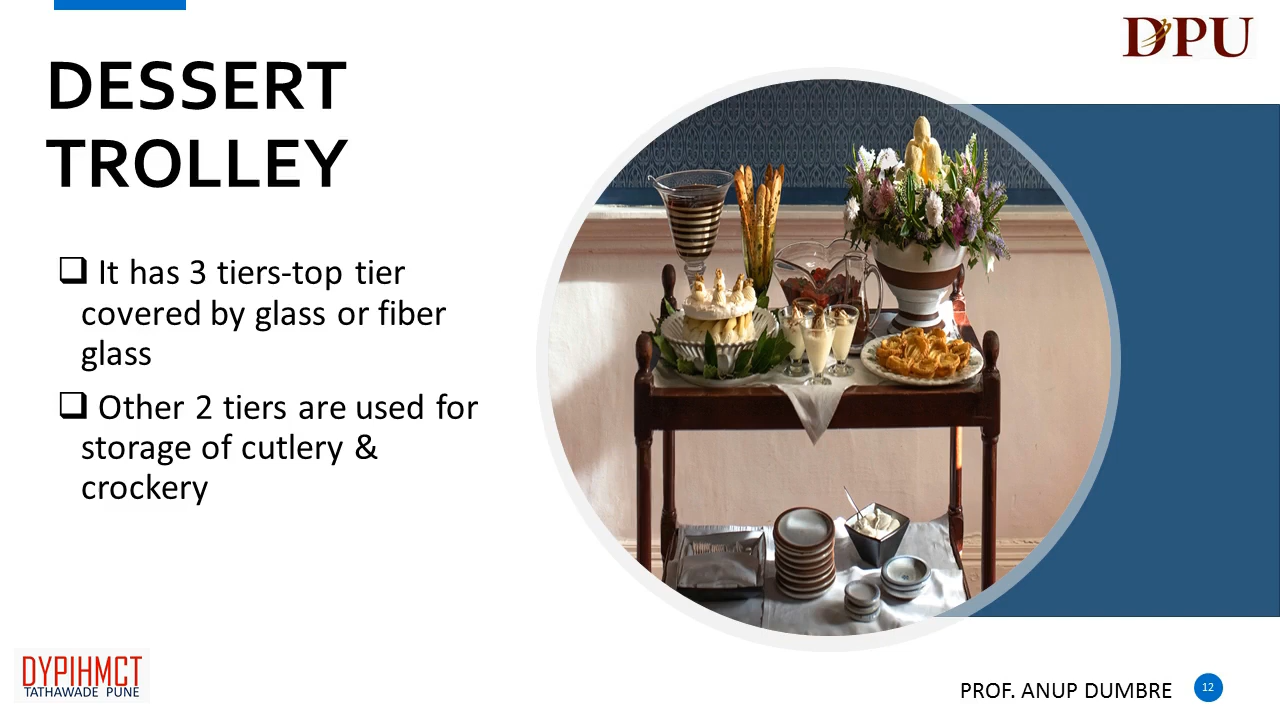 DPU
DESSERT
TROLLEY
❑ It has 3 tiers-top tier
covered by glass or fiber
glass
❑ Other 2 tiers are used for
storage of cutlery &
crockery
DYPIHMCT
TATHAWADE PUNE
PROF. ANUP DUMBRE
12